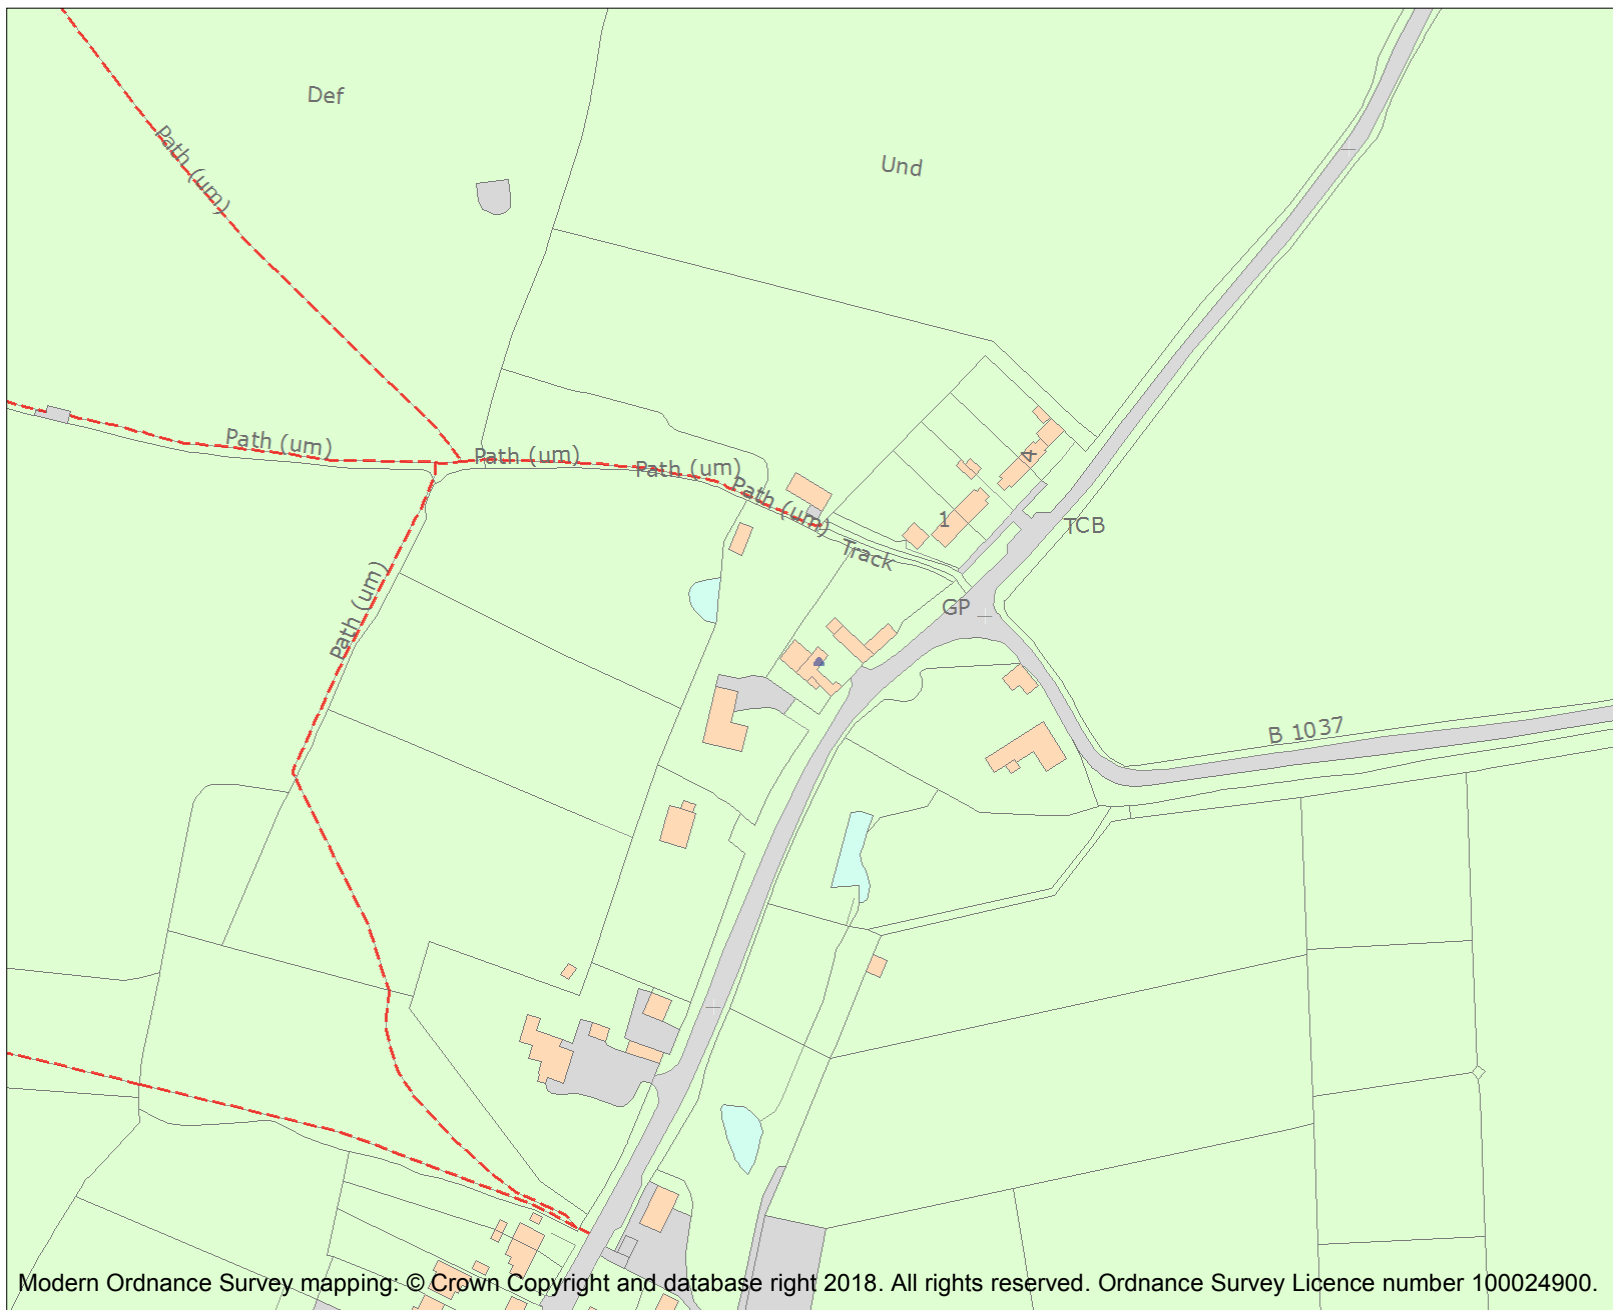 Def
Und
Path (um)
Path (um)
Path (um)
Path (um)
Path (um)
4
1
TCB
Track
Path (um)
GP
B 1037
Modern Ordnance Survey mapping: © Crown Copyright and database right 2018. All rights reserved. Ordnance Survey Licence number 100024900.